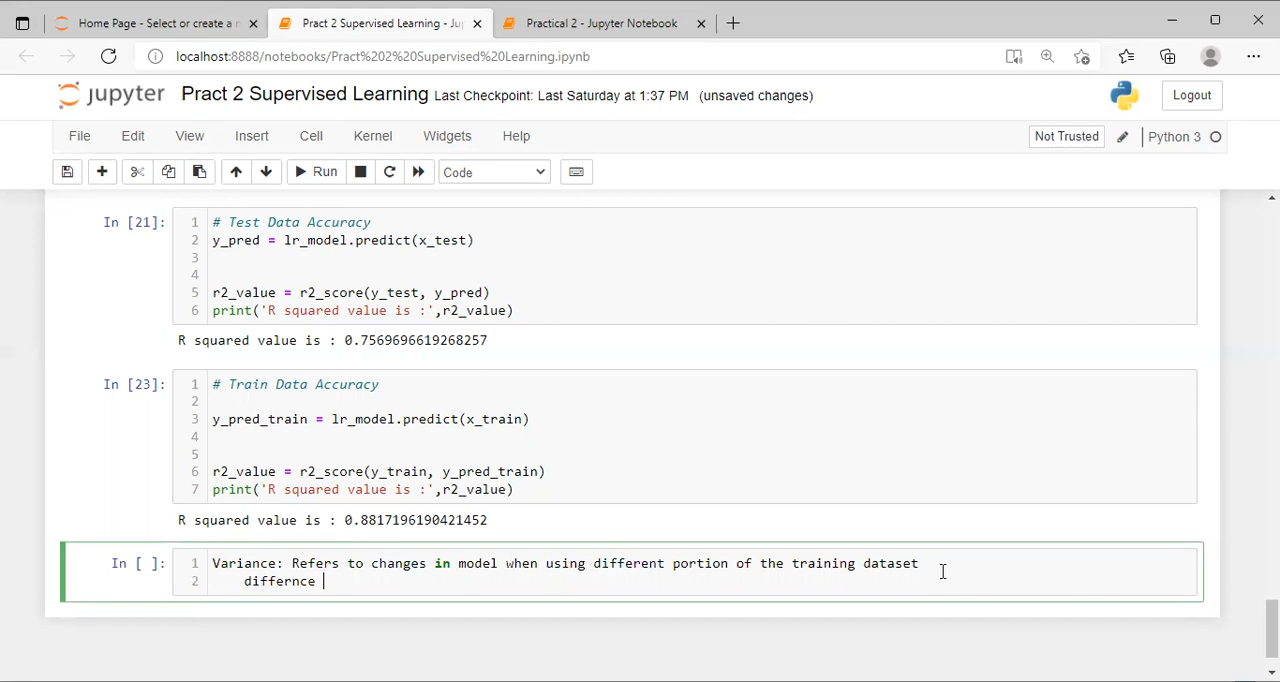 Home Page - Select or create a n
Pract 2 Supervised Learning - Ju
Practical 2 - Jupyter Notebook
localhost:8888/notebooks/Pract%202%20Supervised%20Learning.ipynb
jupyter Pract 2 Supervised Learning Last Checkpoint: Last Saturday at 1:37 PM (unsaved changes)
Logout
File Edit View Insert Cell Kernel Widgets Help
Not Trusted Python 3
Run Code
In [21]:
1 # Test Data Accuracy
2 y_pred = lr_model.predict(x_test)
3
4
5 r2_value = r2_score(y_test, y_pred)
6 print('R squared value is :',r2_value)
R squared value is : 0.7569696619268257
In [23]:
1 # Train Data Accuracy
2
3 y_pred_train = lr_model.predict(x_train)
4
5
6 r2_value = r2_score(y_train, y_pred_train)
7 print('R squared value is :',r2_value)
R squared value is : 0.8817196190421452
In [ ]:
1 Variance: Refers to changes in model when using different portion of the training dataset
2 differnce